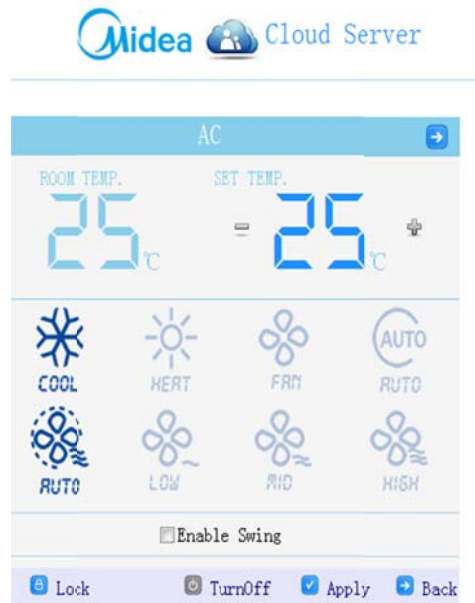 Midea Cloud Server
AC
ROOM TEMP. SET TEMP.
25°C - 25°C +
AUTO
COOL HEAT FAN AUTO
AUTO LOW MID HIGH
Enable Swing
Lock TurnOff Apply Back